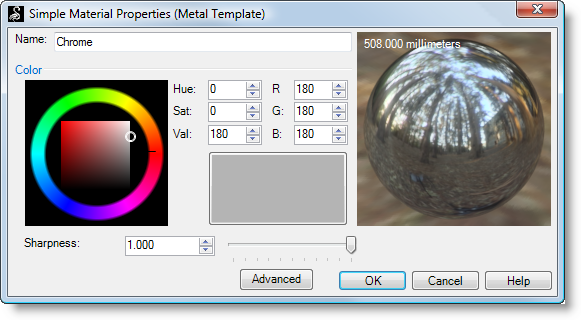 Simple Material Properties (Metal Template)
Name: Chrome
508.000 millimeters
Color
Hue: 0 R 180
Sat: 0 G: 180
Val: 180 B: 180
Sharpness: 1.000
Advanced OK Cancel Help